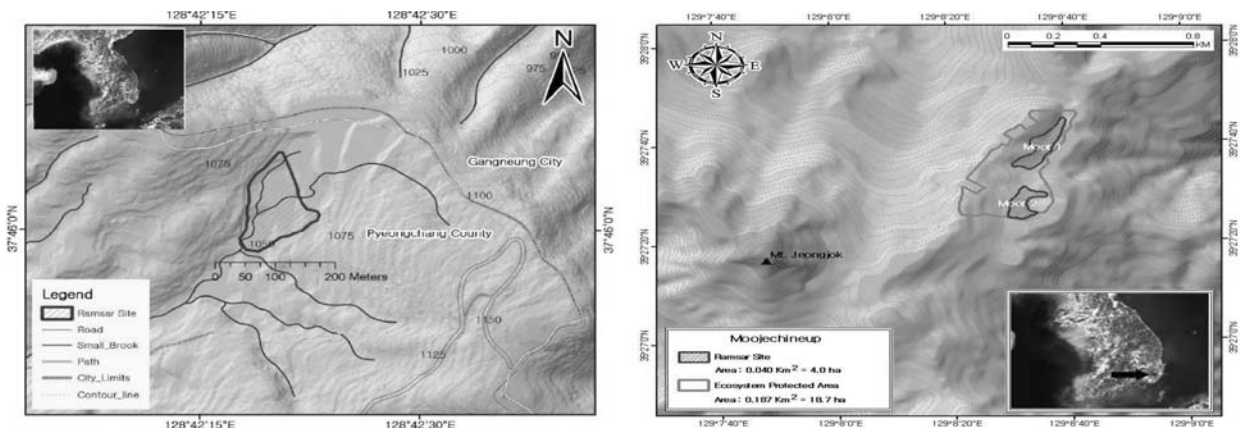 128°42'15"E 128°42'30"E
N
1000
1025
975
1075
Gangneung City
37°46'0"N
1100
1075
Pyeongchang County
1050
0 50 100 200 Meters
Legend
Ramsar Site
Road
Small_Brook
Path
City_Limits
Contour_line
1150
1125
37°46'0"N
128°42'15"E 128°42'30"E
129°7'40"E 129°8'0"E 129°8'20"E 129°8'40"E 129°9'0"E
N
W E
S
0 0.2 0.4 0.8
KM
Moor 1
Moor 2
Mt. Jeongjok
Moojechineup
Ramsar Site
Area : 0.040 Km² = 4.0 ha
Ecosystem Protected Area
Area : 0.187 Km² = 18.7 ha
129°7'40"E 129°8'0"E 129°8'20"E 129°8'40"E 129°9'0"E